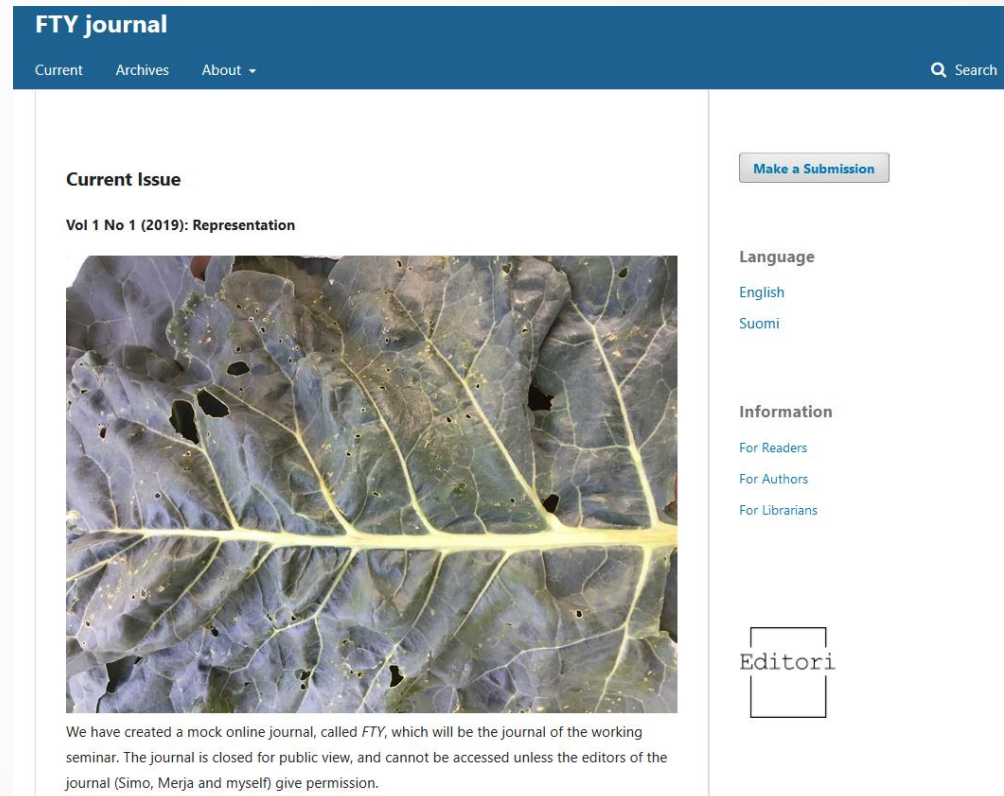 FTY journal
Current Archives About
Search
Current Issue
Vol 1 No 1 (2019): Representation
We have created a mock online journal, called FTY, which will be the journal of the working
seminar. The journal is closed for public view, and cannot be accessed unless the editors of the
journal (Simo, Merja and myself) give permission.
Make a Submission
Language
English
Suomi
Information
For Readers
For Authors
For Librarians
Editori